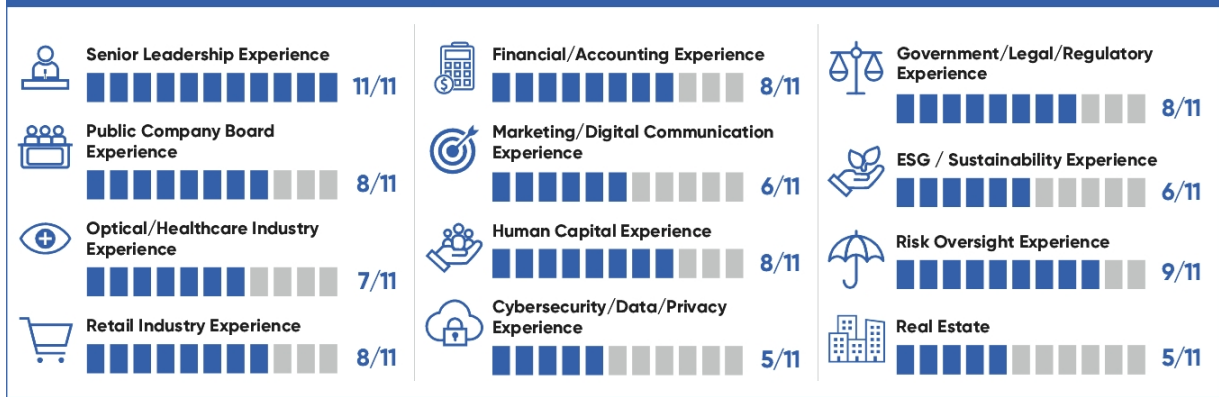 Senior Leadership Experience
11/11
Public Company Board
Experience
8/11
Optical/Healthcare Industry
Experience
7/11
Retail Industry Experience
8/11
Financial/Accounting Experience
$
8/11
Marketing/Digital Communication
Experience
6/11
Human Capital Experience
8/11
Cybersecurity/Data/Privacy
Experience
5/11
Government/Legal/Regulatory
Experience
8/11
ESG / Sustainability Experience
6/11
Risk Oversight Experience
9/11
Real Estate
5/11